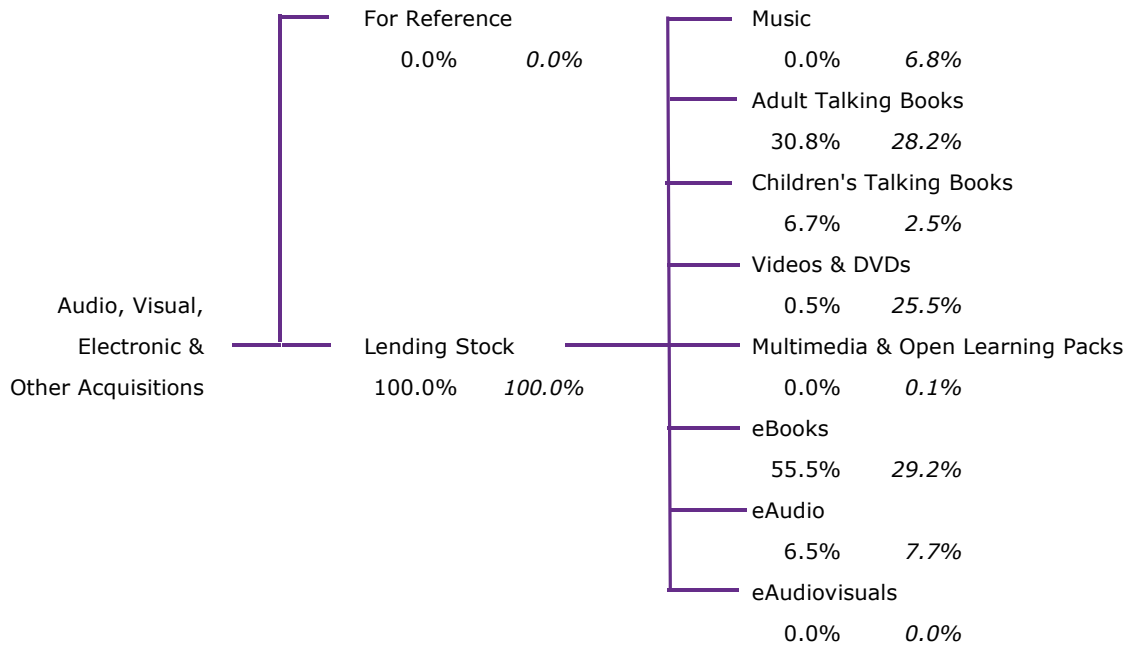 For Reference
0.0% 0.0%
Audio, Visual,
Electronic &
Other Acquisitions
Lending Stock
100.0% 100.0%
Music
0.0% 6.8%
Adult Talking Books
30.8% 28.2%
Children's Talking Books
6.7% 2.5%
Videos & DVDs
0.5% 25.5%
Multimedia & Open Learning Packs
0.0% 0.1%
eBooks
55.5% 29.2%
eAudio
6.5% 7.7%
eAudiovisuals
0.0% 0.0%